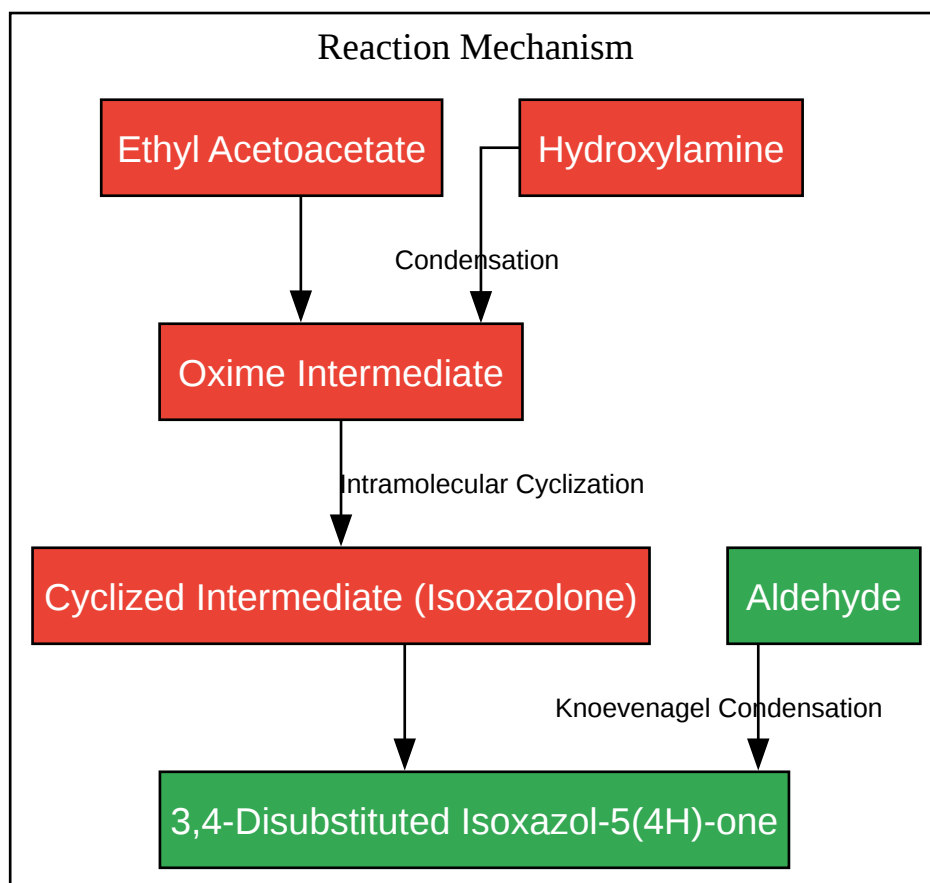 Reaction Mechanism
Ethyl Acetoacetate
Hydroxylamine
Condensation
Oxime Intermediate
Intramolecular Cyclization
Cyclized Intermediate (Isoxazolone)
Aldehyde
Knoevenagel Condensation
3,4-Disubstituted Isoxazol-5(4H)-one